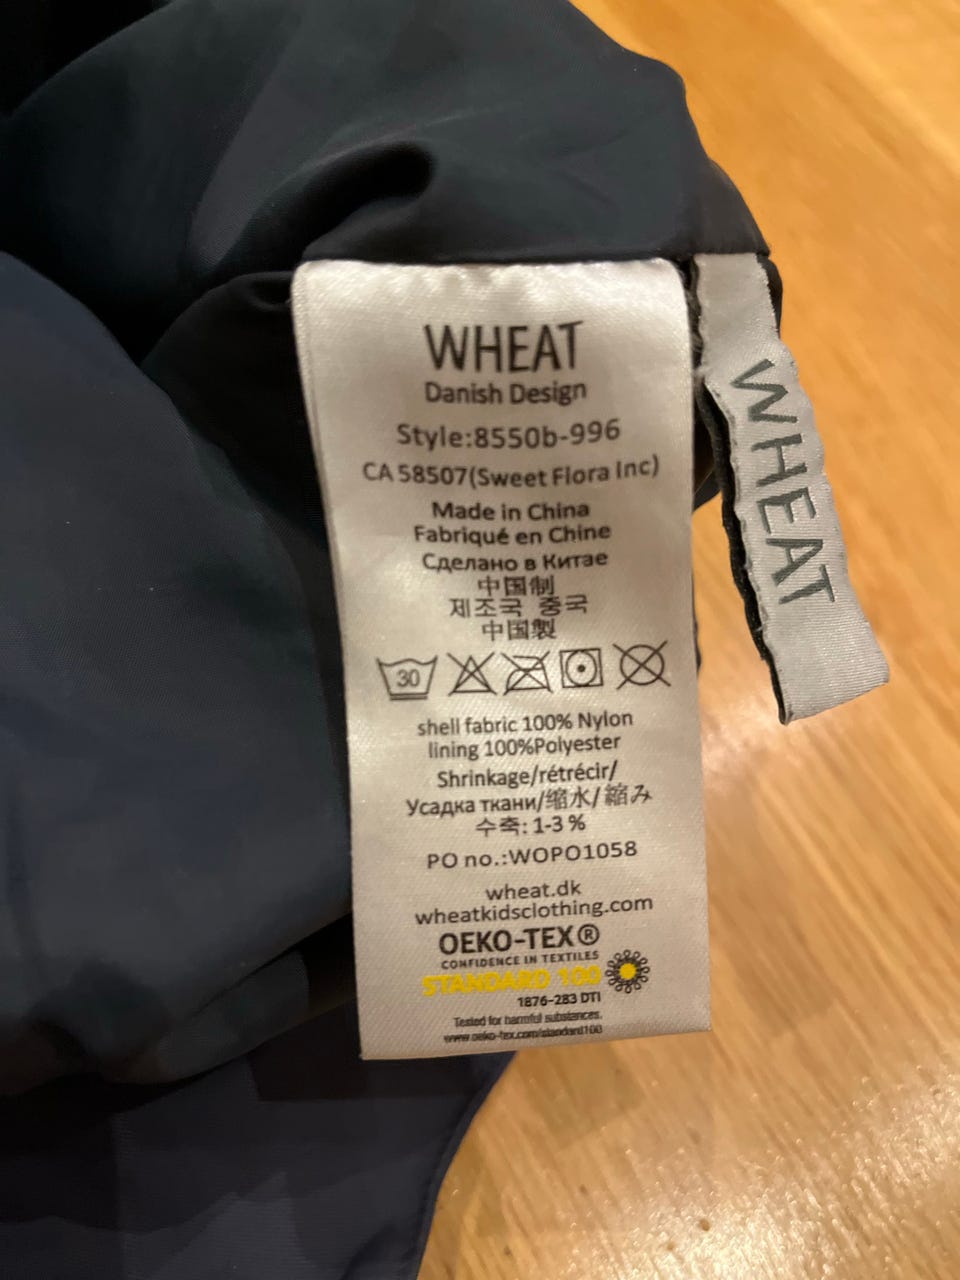 WHEAT
Danish Design
Style:8550b-996
CA 58507(Sweet Flora Inc)
Made in China
Fabriqué en Chine
Сделано в Китае
中国制
제조국 중국
中国製
30
shell fabric 100% Nylon
lining 100%Polyester
Shrinkage/rétrécir/
Усадка ткани/缩水/縮み
수축: 1-3 %
PO no.:WOPO1058
wheat.dk
wheatkidsclothing.com
OEKO-TEX®
CONFIDENCE IN TEXTILES
STANDARD 100
1876-283 DTI
Tested for harmful substances.
www.oeko-tex.com/standard100
WHEAT